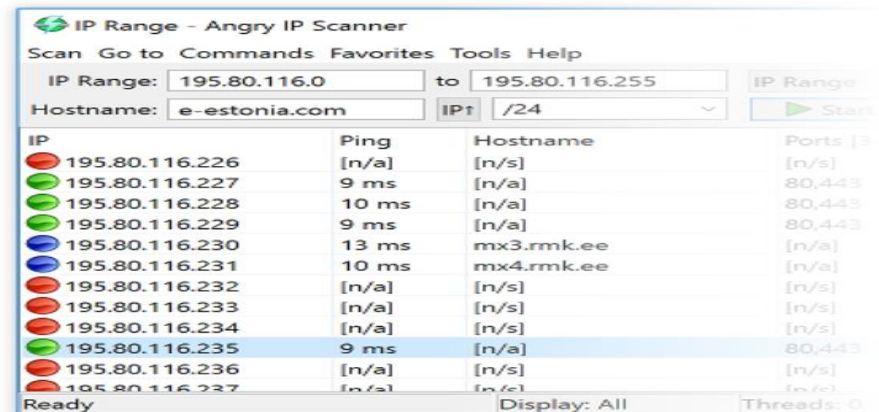 IP Range - Angry IP Scanner
Scan Go to Commands Favorites Tools Help
IP Range: 195.80.116.0 to 195.80.116.255 IP Range
Hostname: e-estonia.com IP↑ /24 Start
IP Ping Hostname Ports
195.80.116.226 [n/a] [n/s] [n/s]
195.80.116.227 9 ms [n/a] 80,443
195.80.116.228 10 ms [n/a] 80,443
195.80.116.229 9 ms [n/a] 80,443
195.80.116.230 13 ms mx3.rmk.ee [n/a]
195.80.116.231 10 ms mx4.rmk.ee [n/a]
195.80.116.232 [n/a] [n/s] [n/s]
195.80.116.233 [n/a] [n/s] [n/s]
195.80.116.234 [n/a] [n/s] [n/s]
195.80.116.235 9 ms [n/a] 80,443
195.80.116.236 [n/a] [n/s] [n/s]
195.80.116.237 [n/a] [n/s] [n/s]
Ready Display: All Threads: 0